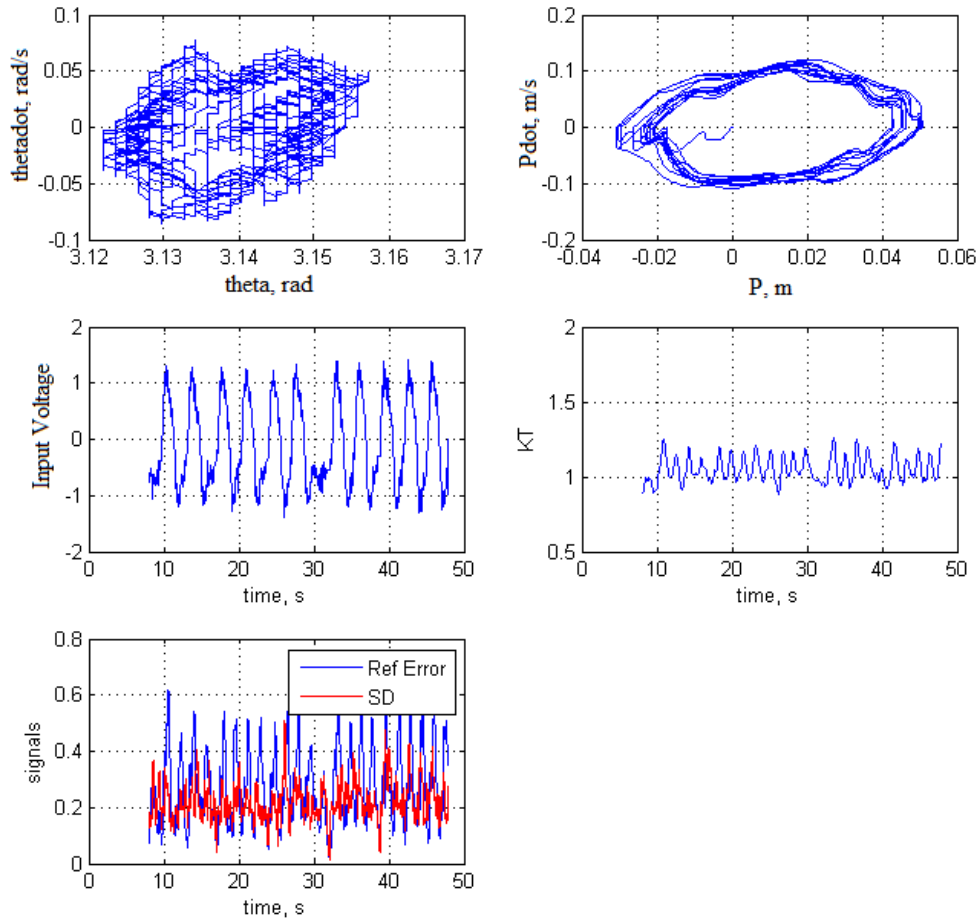 0.1
0.05
0
-0.05
-0.1
thetadot, rad/s
3.12 3.13 3.14 3.15 3.16 3.17
theta, rad
0.2
0.1
0
-0.1
-0.2
Pdot, m/s
-0.04 -0.02 0 0.02 0.04 0.06
P, m
2
1
0
-1
-2
Input Voltage
0 10 20 30 40 50
time, s
2
1.5
1
0.5
KT
0 10 20 30 40 50
time, s
0.8
0.6
0.4
0.2
0
signals
Ref Error
SD
0 10 20 30 40 50
time, s